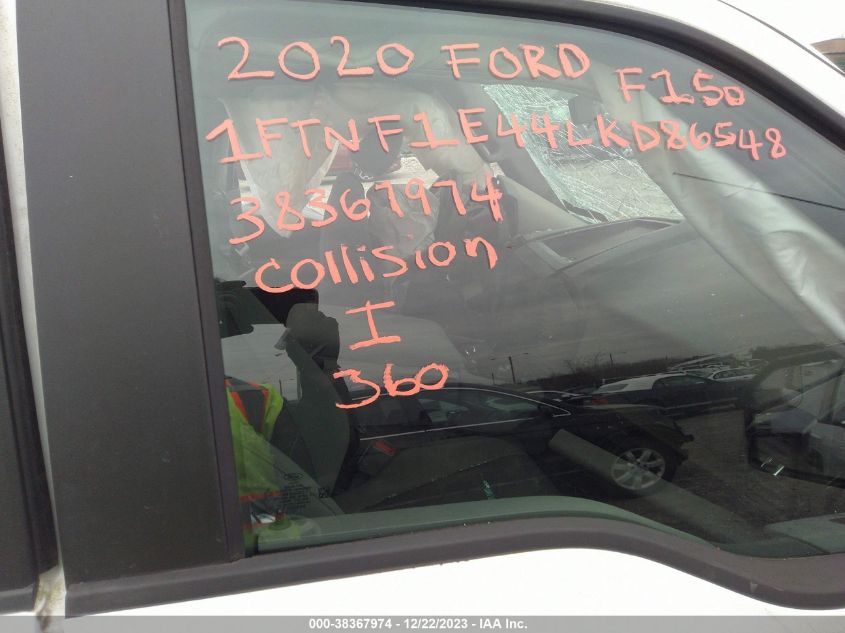 2020 FORD F150
1FTNF1E44LKD86548
38367974
Collision
I
360
000-38367974 / 12/22/2023 - IAA Inc.